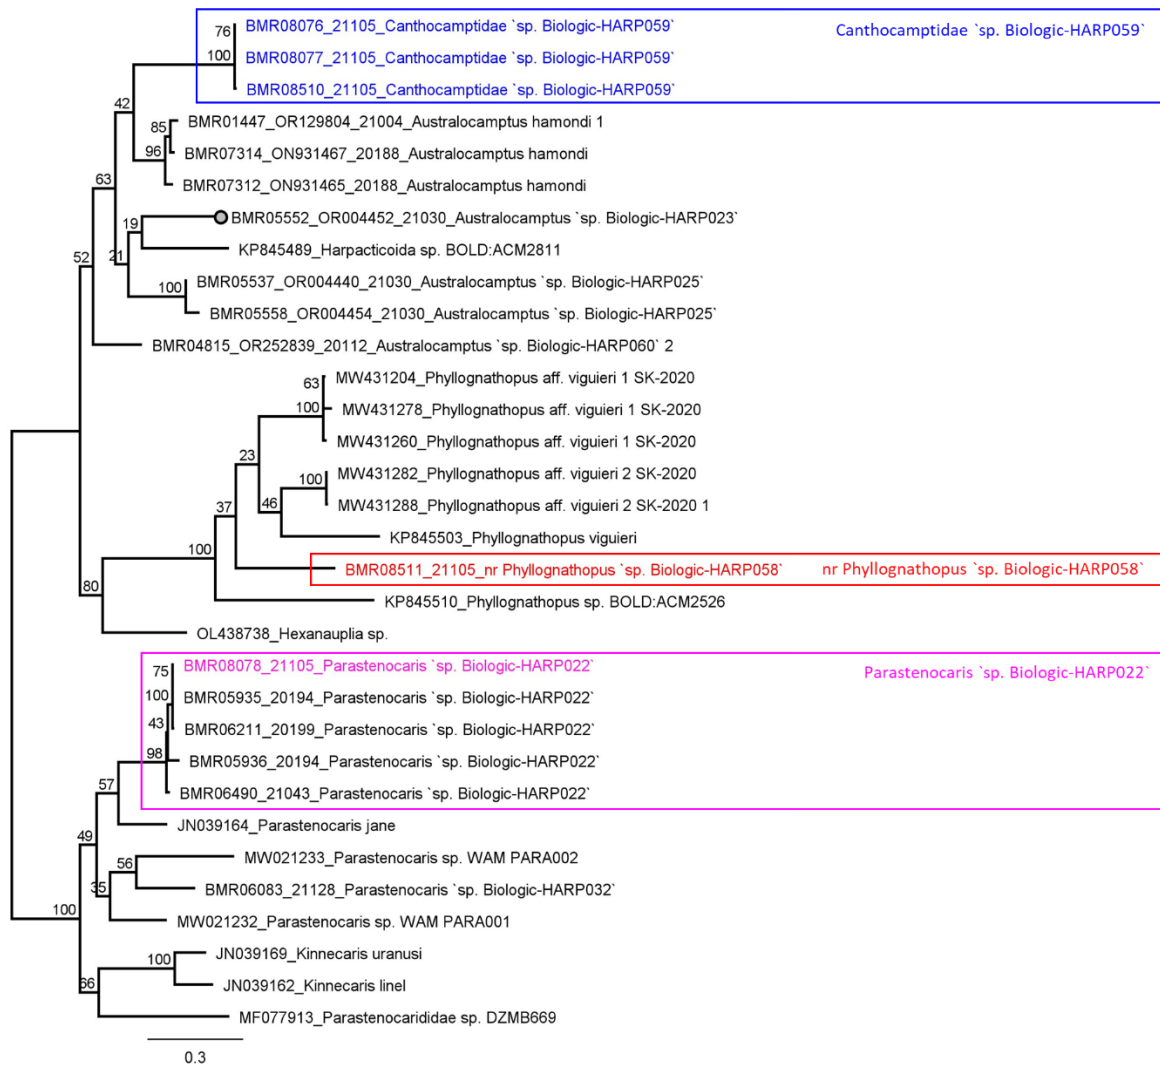 BMR08076_21105_Canthocamptidae `sp. Biologic-HARP059`
Canthocamptidae `sp. Biologic-HARP059`
76
BMR08077_21105_Canthocamptidae `sp. Biologic-HARP059`
100
BMR08510_21105_Canthocamptidae `sp. Biologic-HARP059`
42
BMR01447_OR129804_21004_Australocamptus hamondi 1
85
BMR07314_ON931467_20188_Australocamptus hamondi
96
BMR07312_ON931465_20188_Australocamptus hamondi
63
BMR05552_OR004452_21030_Australocamptus `sp. Biologic-HARP023`
19
KP845489_Harpacticoida sp. BOLD:ACM2811
21
52
BMR05537_OR004440_21030_Australocamptus `sp. Biologic-HARP025`
100
BMR05558_OR004454_21030_Australocamptus `sp. Biologic-HARP025`
BMR04815_OR252839_20112_Australocamptus `sp. Biologic-HARP060` 2
MW431204_Phyllognathopus aff. viguieri 1 SK-2020
63
100
MW431278_Phyllognathopus aff. viguieri 1 SK-2020
MW431260_Phyllognathopus aff. viguieri 1 SK-2020
23
MW431282_Phyllognathopus aff. viguieri 2 SK-2020
100
MW431288_Phyllognathopus aff. viguieri 2 SK-2020 1
46
37
KP845503_Phyllognathopus viguieri
100
BMR08511_21105_nr Phyllognathopus `sp. Biologic-HARP058`
nr Phyllognathopus `sp. Biologic-HARP058`
80
KP845510_Phyllognathopus sp. BOLD:ACM2526
OL438738_Hexanauplia sp.
BMR08078_21105_Parastenocaris `sp. Biologic-HARP022`
Parastenocaris `sp. Biologic-HARP022`
75
100
BMR05935_20194_Parastenocaris `sp. Biologic-HARP022`
43
BMR06211_20199_Parastenocaris `sp. Biologic-HARP022`
98
BMR05936_20194_Parastenocaris `sp. Biologic-HARP022`
57
BMR06490_21043_Parastenocaris `sp. Biologic-HARP022`
JN039164_Parastenocaris jane
49
MW021233_Parastenocaris sp. WAM PARA002
56
35
BMR06083_21128_Parastenocaris `sp. Biologic-HARP032`
100
MW021232_Parastenocaris sp. WAM PARA001
JN039169_Kinnecaris uranusi
100
66
JN039162_Kinnecaris linel
MF077913_Parastenocarididae sp. DZMB669
0.3